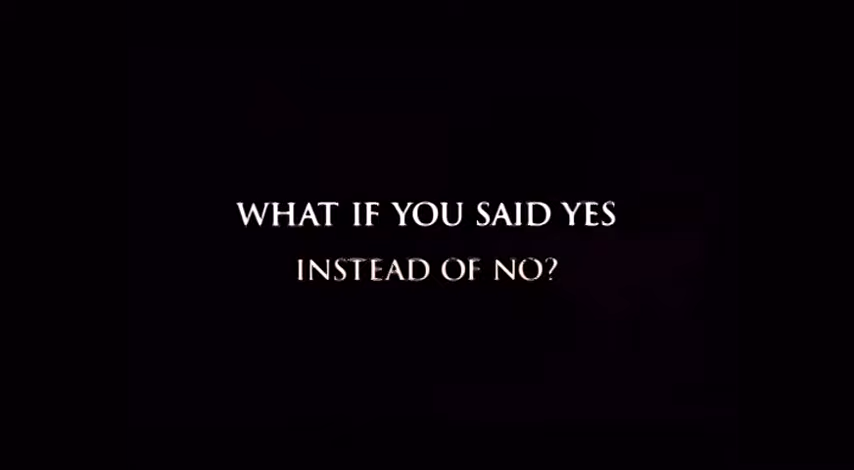 WHAT IF YOU SAID YES
INSTEAD OF NO?